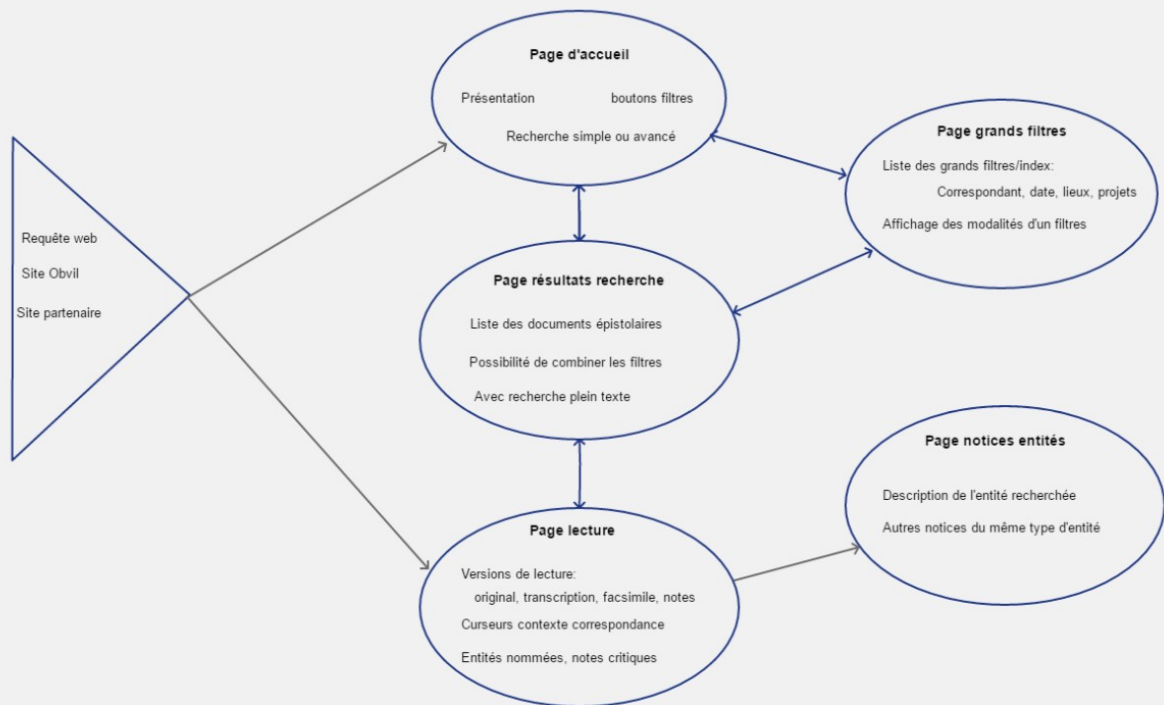 Requête web
Site Obvil
Site partenaire
Page d'accueil
Présentation boutons filtres
Recherche simple ou avancé
Page grands filtres
Liste des grands filtres/index:
Correspondant, date, lieux, projets
Affichage des modalités d'un filtres
Page résultats recherche
Liste des documents épistolaires
Possibilité de combiner les filtres
Avec recherche plein texte
Page lecture
Versions de lecture:
original, transcription, facsimile, notes
Curseurs contexte correspondance
Entités nommées, notes critiques
Page notices entités
Description de l'entité recherchée
Autres notices du même type d'entité